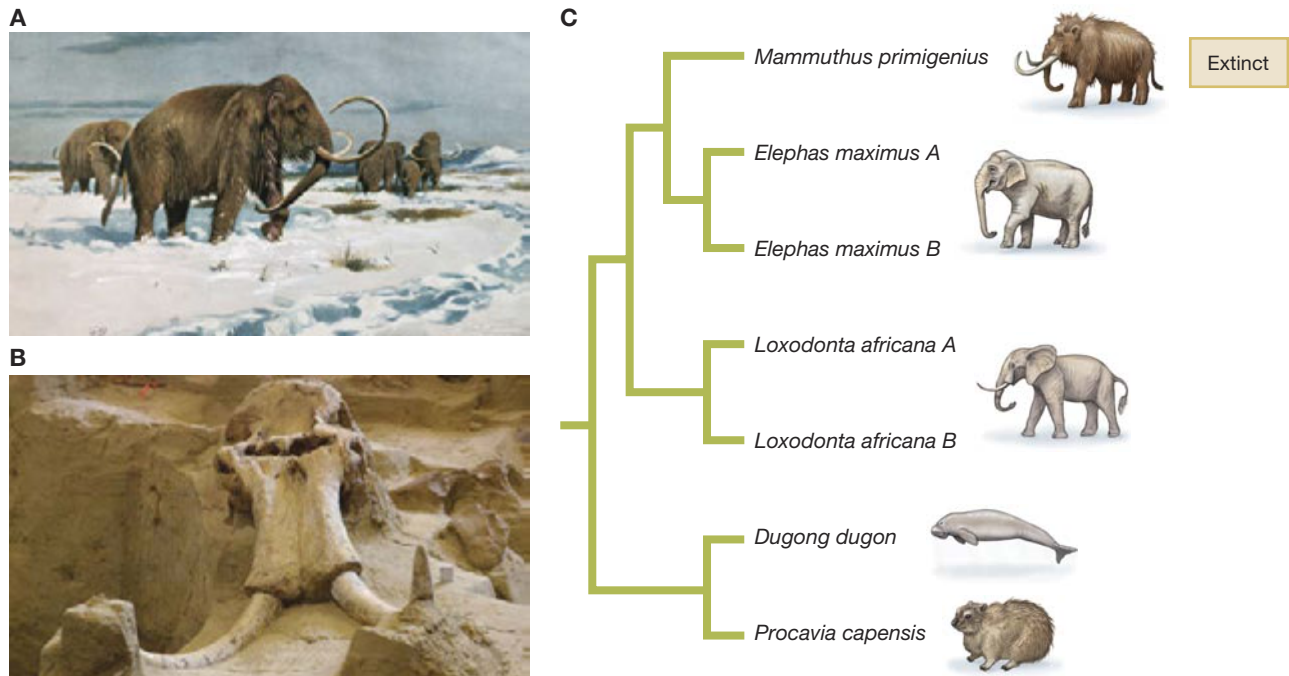 A
B
C
Mammuthus primigenius
Extinct
Elephas maximus A
Elephas maximus B
Loxodonta africana A
Loxodonta africana B
Dugong dugon
Procavia capensis